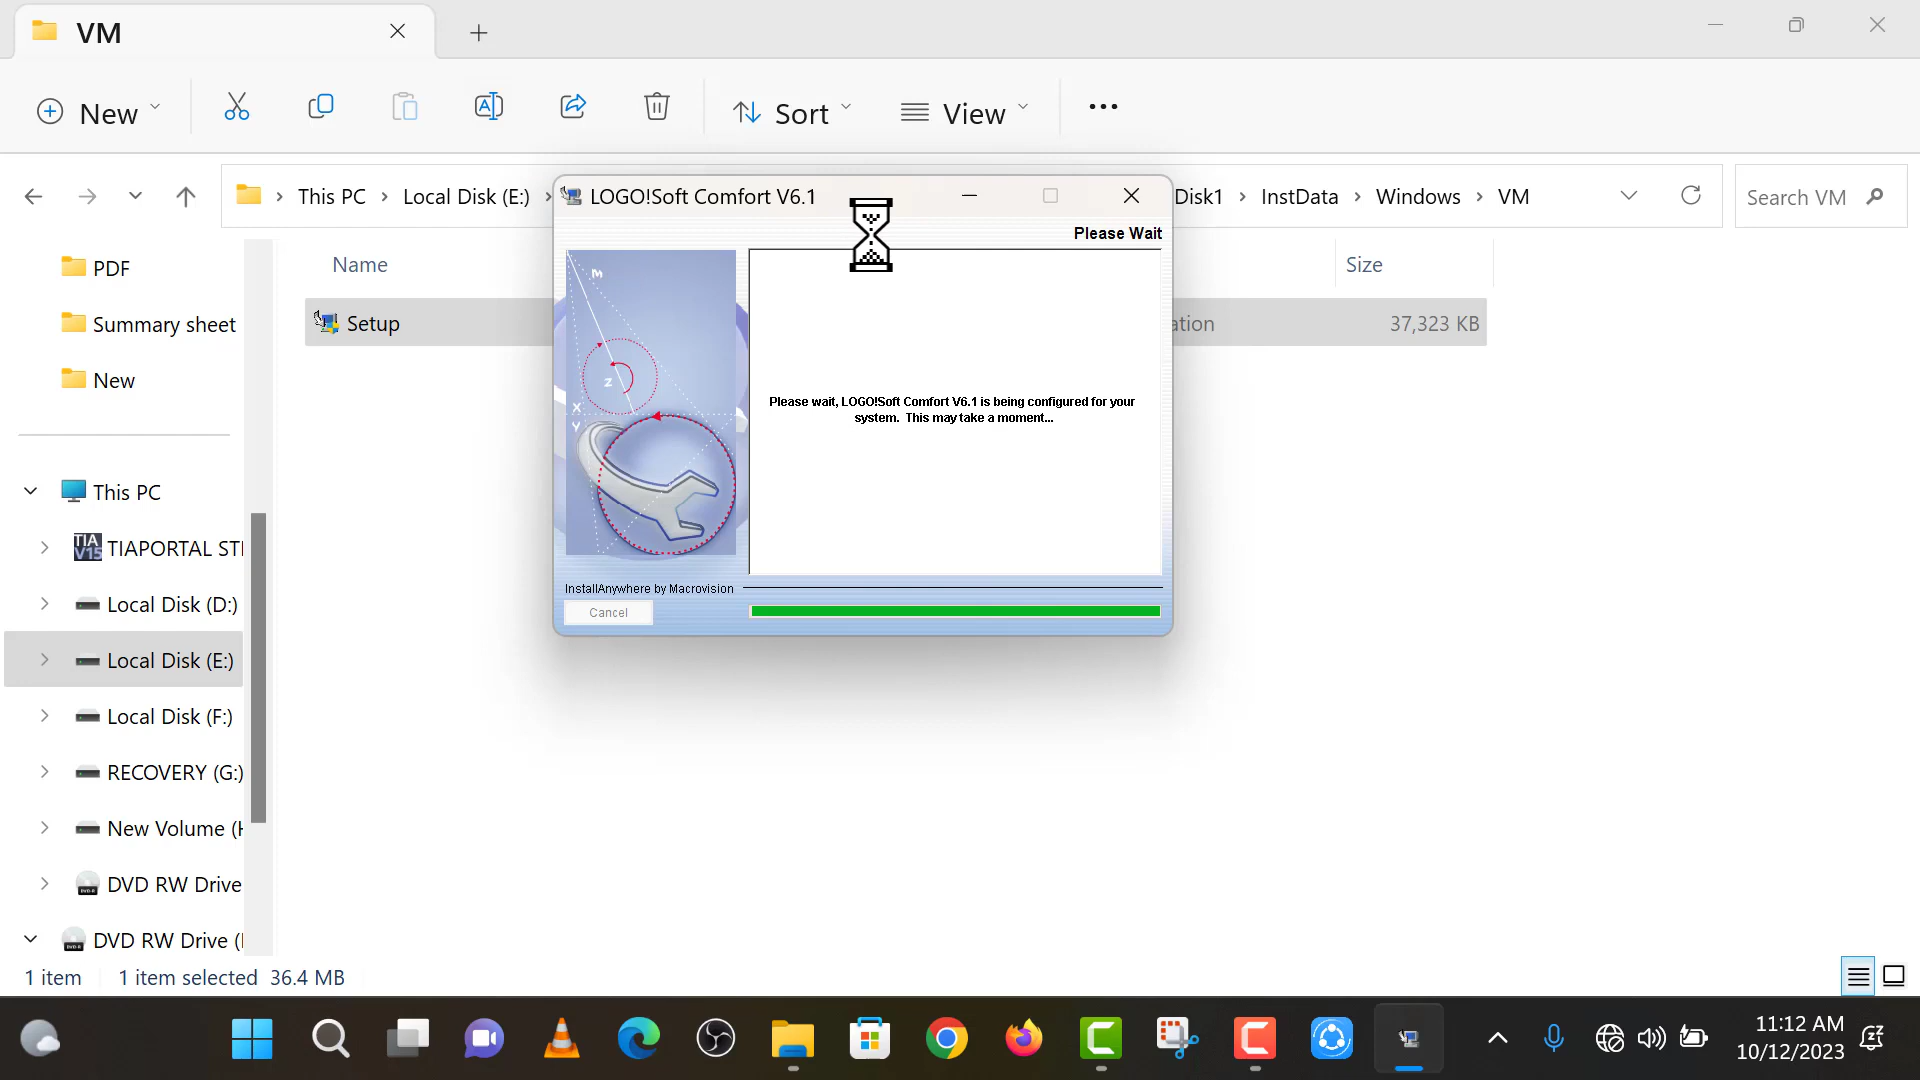 VM
New
Sort
View
This PC
Local Disk (E:)
LOGO!Soft Comfort V6.1
Disk1
InstData
Windows
VM
Search VM
Please Wait
PDF
Name
Size
M
Summary sheet
Setup
ation
37,323 KB
New
Z
X
Y
Please wait, LOGO!Soft Comfort V6.1 is being configured for your
system. This may take a moment...
This PC
TIA
V15
TIAPORTAL STI
InstallAnywhere by Macrovision
Local Disk (D:)
Cancel
Local Disk (E:)
Local Disk (F:)
RECOVERY (G:)
New Volume (H
DVD RW Drive
DVD RW Drive (
1 item
1 item selected 36.4 MB
11:12 AM
10/12/2023